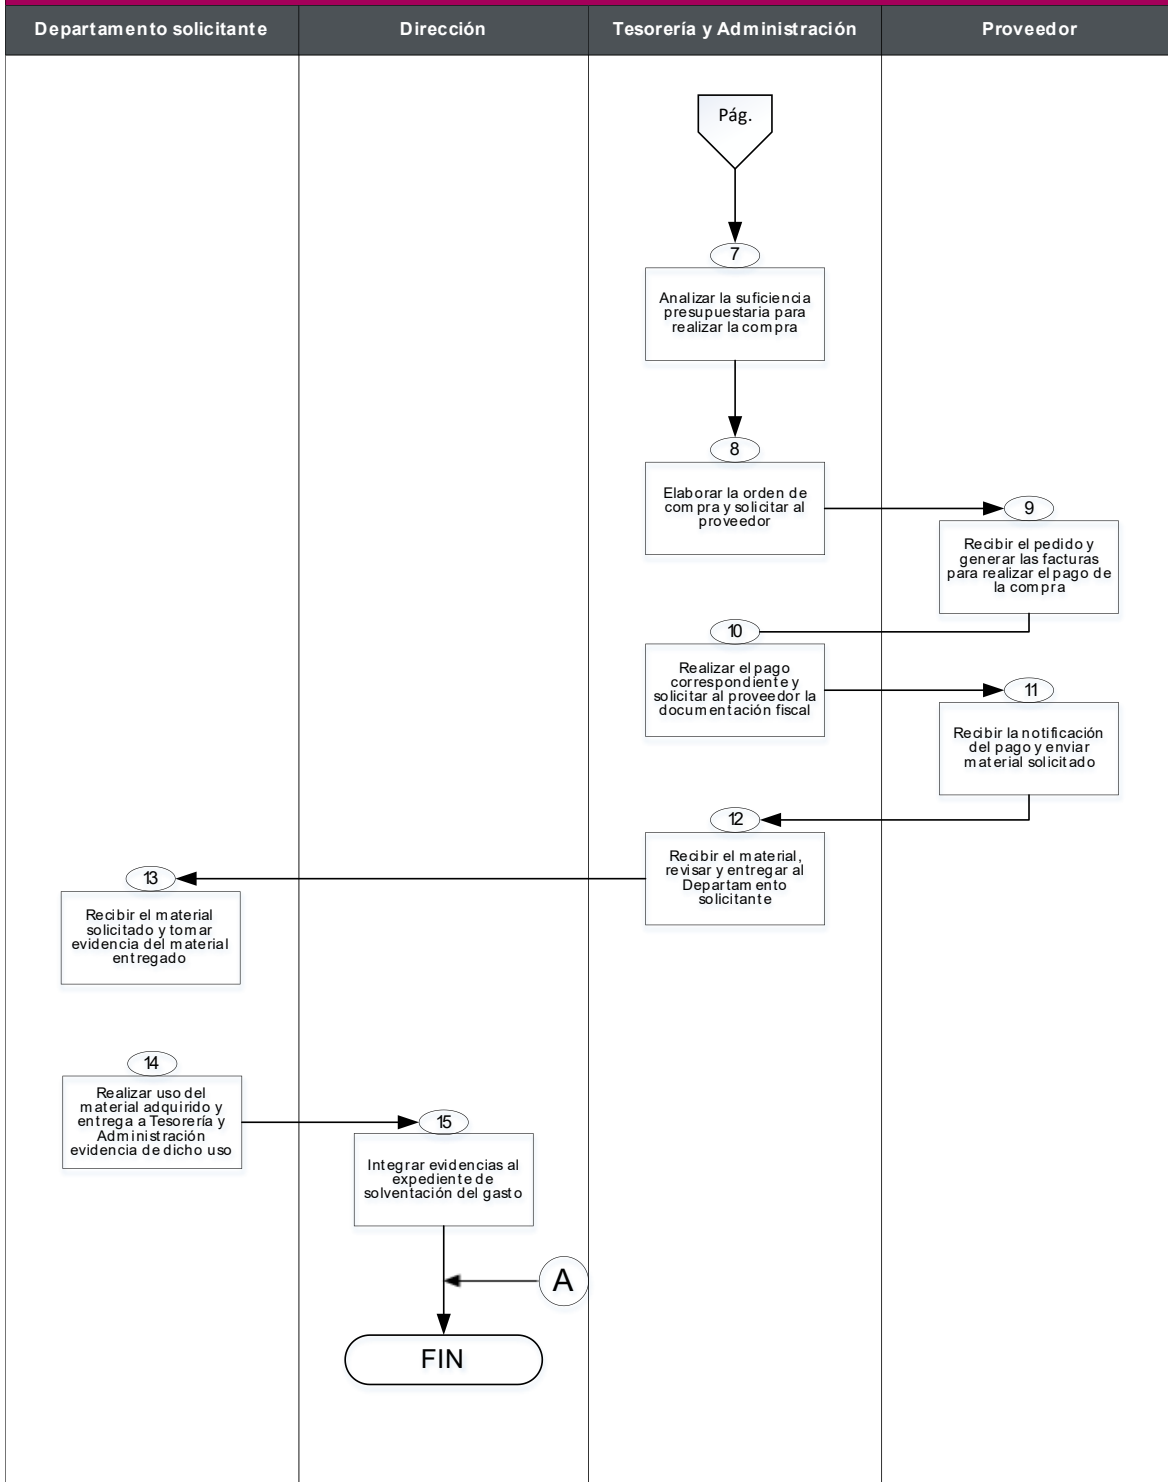 Departamento solicitante
Dirección
Tesorería y Administración
Proveedor
Pág.
7
Analizar la suficiencia
presupuestaria para
realizar la compra
8
Elaborar la orden de
compra y solicitar al
proveedor
9
Recibir el pedido y
generar las facturas
para realizar el pago de
la compra
10
Realizar el pago
correspondiente y
solicitar al proveedor la
documentación fiscal
11
Recibir la notificación
del pago y enviar
material solicitado
12
Recibir el material,
revisar y entregar al
Departamento
solicitante
13
Recibir el material
solicitado y tomar
evidencia del material
entregado
14
Realizar uso del
material adquirido y
entrega a Tesorería y
Administración
evidencia de dicho uso
15
Integrar evidencias al
expediente de
solventación del gasto
A
FIN